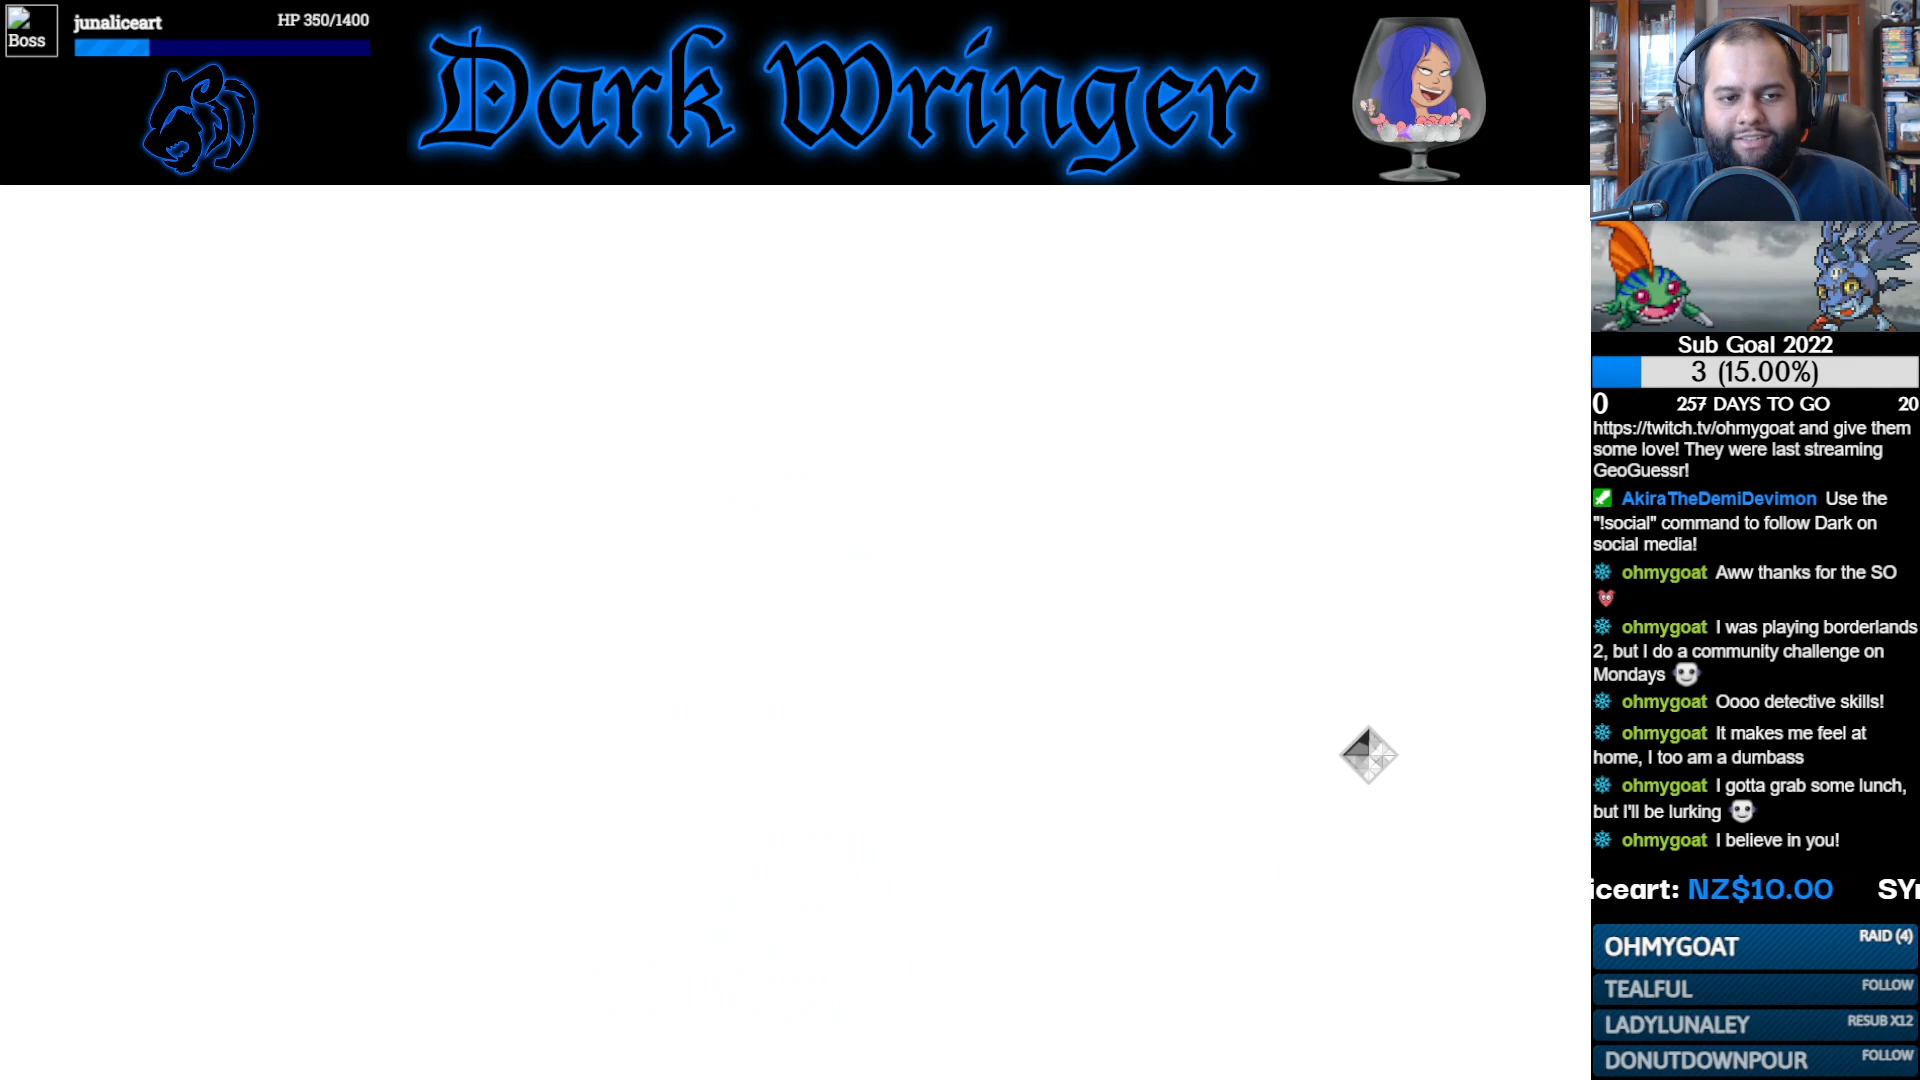 Boss
junaliceart
HP 350/1400
Dark Wringer
Sub Goal 2022
3 (15.00%)
0
257 DAYS TO GO
20
https://twitch.tv/ohmygoat and give them
some love! They were last streaming
GeoGuessr!
AkiraTheDemiDevimon Use the
"!social" command to follow Dark on
social media!
ohmygoat Aww thanks for the SO
ohmygoat I was playing borderlands
2, but I do a community challenge on
Mondays
ohmygoat Oooo detective skills!
ohmygoat It makes me feel at
home, I too am a dumbass
ohmygoat I gotta grab some lunch,
but I'll be lurking
ohmygoat I believe in you!
iceart: NZ$10.00 SY
OHMYGOAT
RAID (4)
TEALFUL
FOLLOW
LADYLUNALEY
RESUB X12
DONUTDOWNPOUR
FOLLOW